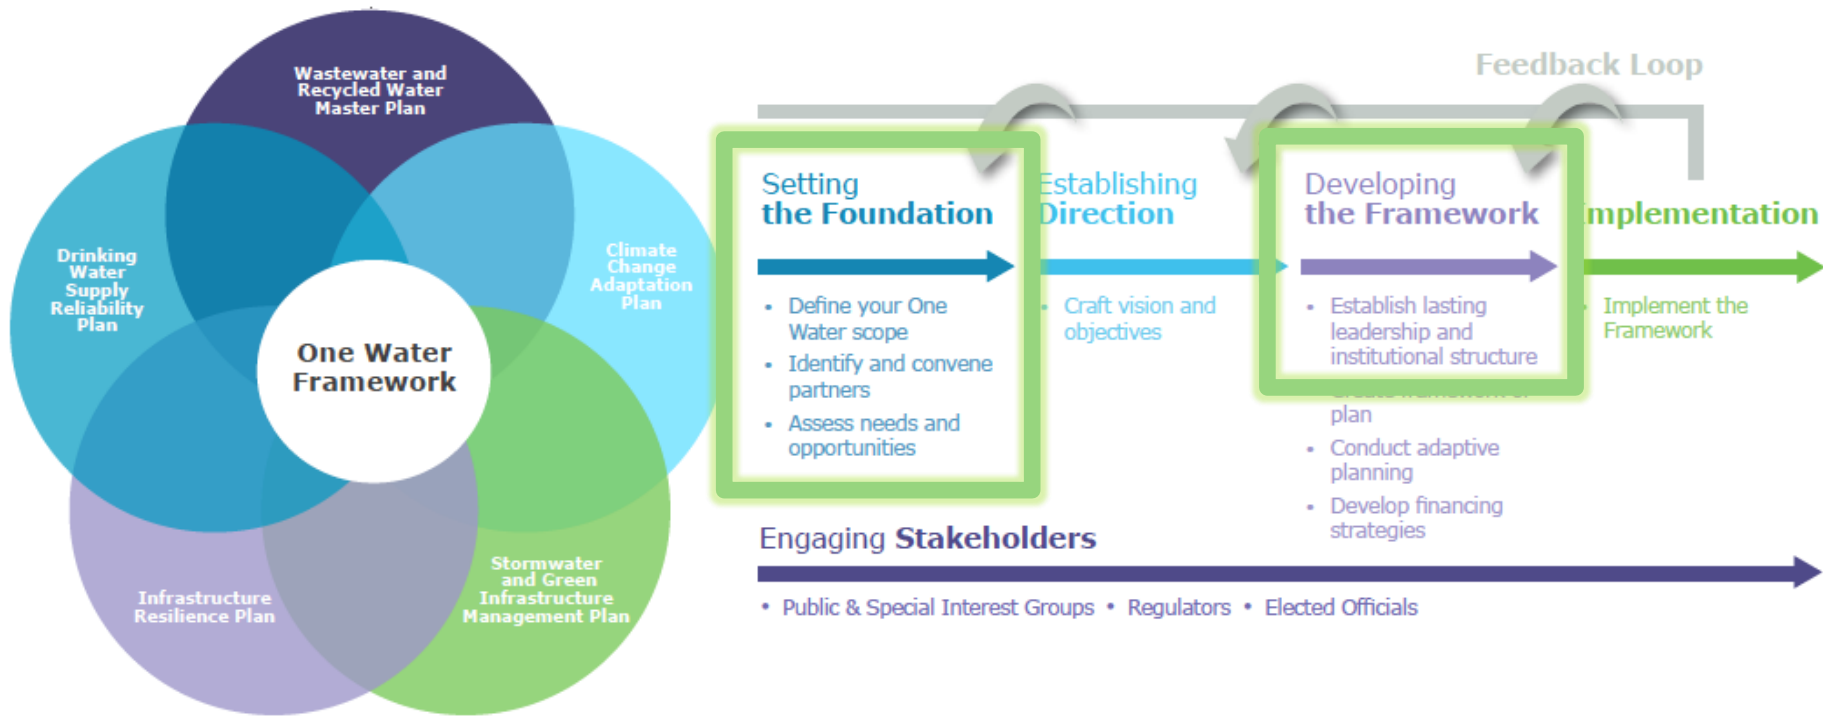 Wastewater and
Recycled Water
Master Plan
Drinking
Water
Supply
Reliability
Plan
Climate
Change
Adaptation
Plan
One Water
Framework
Infrastructure
Resilience Plan
Stormwater
and Green
Infrastructure
Management Plan
Feedback Loop
Setting
the Foundation
• Define your One
Water scope
• Identify and convene
partners
• Assess needs and
opportunities
Establishing
Direction
• Craft vision and
objectives
Developing
the Framework
• Establish lasting
leadership and
institutional structure
plan
• Conduct adaptive
planning
• Develop financing
strategies
Implementation
• Implement the
Framework
Engaging Stakeholders
• Public & Special Interest Groups • Regulators • Elected Officials